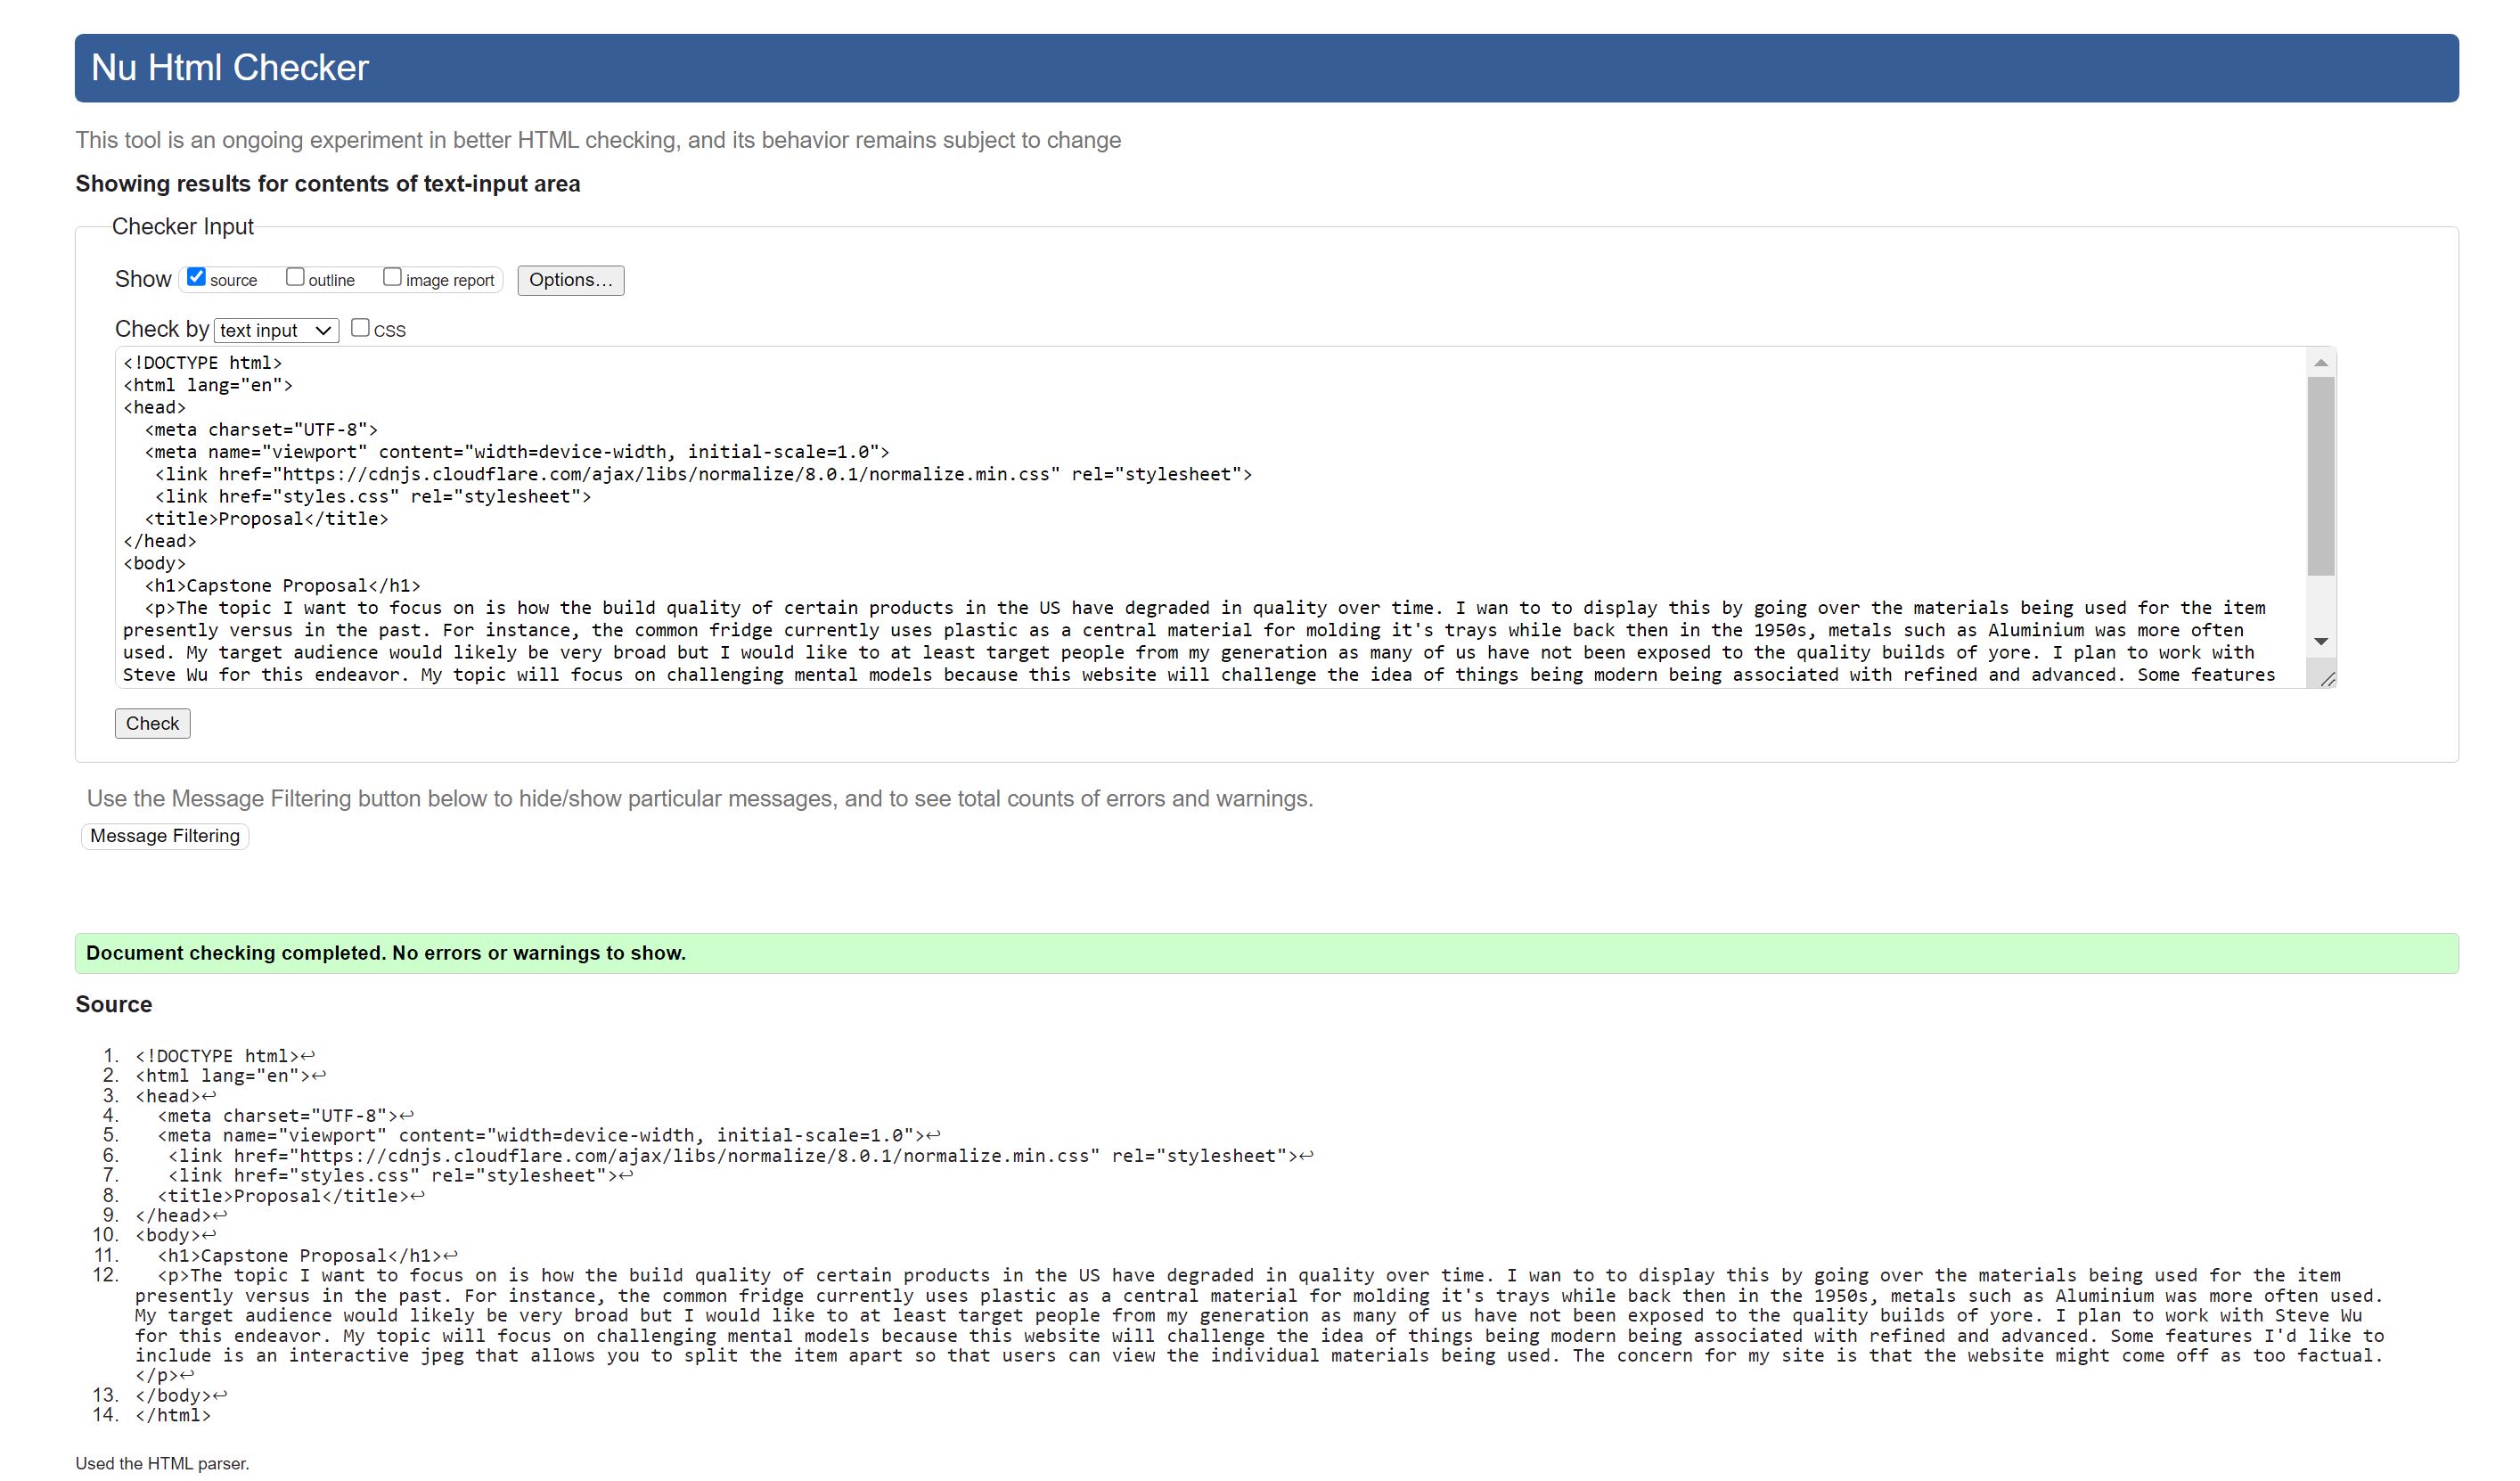 Nu Html Checker
This tool is an ongoing experiment in better HTML checking, and its behavior remains subject to change
Showing results for contents of text-input area
Checker Input
Show source outline image report Options…
Check by text input CSS
<!DOCTYPE html>
<html lang="en">
<head>
  <meta charset="UTF-8">
  <meta name="viewport" content="width=device-width, initial-scale=1.0">
   <link href="https://cdnjs.cloudflare.com/ajax/libs/normalize/8.0.1/normalize.min.css" rel="stylesheet">
   <link href="styles.css" rel="stylesheet">
  <title>Proposal</title>
</head>
<body>
  <h1>Capstone Proposal</h1>
  <p>The topic I want to focus on is how the build quality of certain products in the US have degraded in quality over time. I wan to to display this by going over the materials being used for the item
presently versus in the past. For instance, the common fridge currently uses plastic as a central material for molding it's trays while back then in the 1950s, metals such as Aluminium was more often
used. My target audience would likely be very broad but I would like to at least target people from my generation as many of us have not been exposed to the quality builds of yore. I plan to work with
Steve Wu for this endeavor. My topic will focus on challenging mental models because this website will challenge the idea of things being modern being associated with refined and advanced. Some features
Check
Use the Message Filtering button below to hide/show particular messages, and to see total counts of errors and warnings.
Message Filtering
Document checking completed. No errors or warnings to show.
Source
1. <!DOCTYPE html>↩
2. <html lang="en">↩
3. <head>↩
4.   <meta charset="UTF-8">↩
5.   <meta name="viewport" content="width=device-width, initial-scale=1.0">↩
6.    <link href="https://cdnjs.cloudflare.com/ajax/libs/normalize/8.0.1/normalize.min.css" rel="stylesheet">↩
7.    <link href="styles.css" rel="stylesheet">↩
8.   <title>Proposal</title>↩
9. </head>↩
10. <body>↩
11.   <h1>Capstone Proposal</h1>↩
12.   <p>The topic I want to focus on is how the build quality of certain products in the US have degraded in quality over time. I wan to to display this by going over the materials being used for the item
presently versus in the past. For instance, the common fridge currently uses plastic as a central material for molding it's trays while back then in the 1950s, metals such as Aluminium was more often used.
My target audience would likely be very broad but I would like to at least target people from my generation as many of us have not been exposed to the quality builds of yore. I plan to work with Steve Wu
for this endeavor. My topic will focus on challenging mental models because this website will challenge the idea of things being modern being associated with refined and advanced. Some features I'd like to
include is an interactive jpeg that allows you to split the item apart so that users can view the individual materials being used. The concern for my site is that the website might come off as too factual.
</p>↩
13. </body>↩
14. </html>
Used the HTML parser.